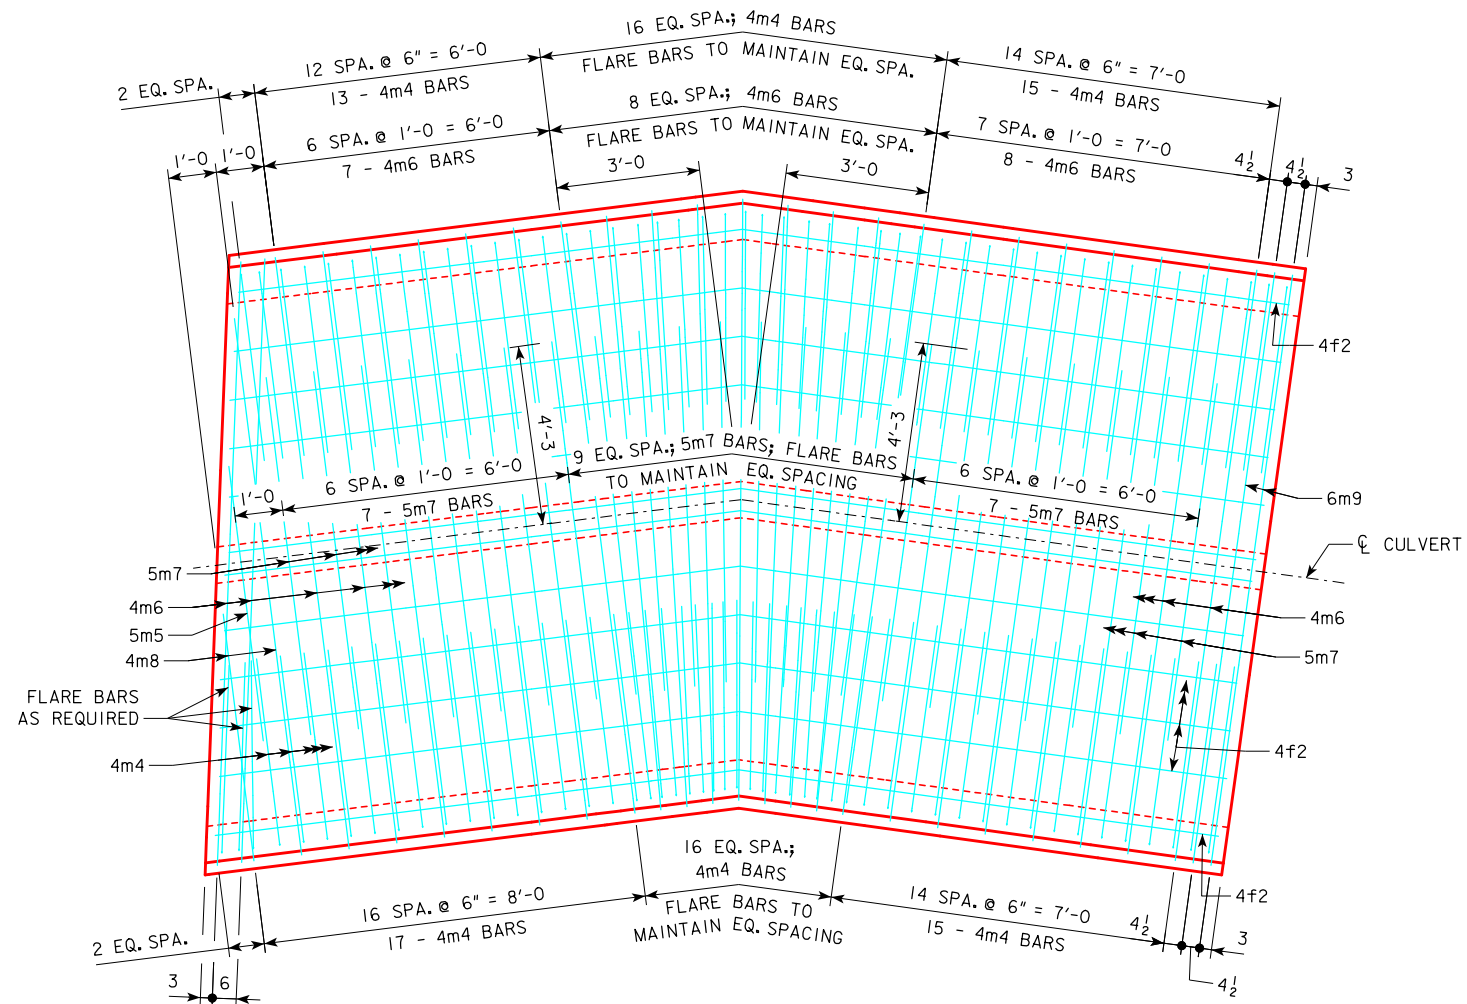 16 EQ. SPA.; 4m4 BARS
FLARE BARS TO MAINTAIN EQ. SPA.
12 SPA. @ 6" = 6'-0
13 - 4m4 BARS
14 SPA. @ 6" = 7'-0
15 - 4m4 BARS
2 EQ. SPA.
8 EQ. SPA.; 4m6 BARS
FLARE BARS TO MAINTAIN EQ. SPA.
6 SPA. @ 1'-0 = 6'-0
7 - 4m6 BARS
7 SPA. @ 1'-0 = 7'-0
8 - 4m6 BARS
1'-0
1'-0
3'-0
3'-0
4½
4½
3
4f2
4'-3
4'-3
9 EQ. SPA.; 5m7 BARS; FLARE BARS
TO MAINTAIN EQ. SPACING
1'-0
6 SPA. @ 1'-0 = 6'-0
7 - 5m7 BARS
6 SPA. @ 1'-0 = 6'-0
7 - 5m7 BARS
6m9
℄ CULVERT
5m7
4m6
5m5
4m8
FLARE BARS
AS REQUIRED
4m4
4m6
5m7
4f2
4f2
16 EQ. SPA.;
4m4 BARS
FLARE BARS TO
MAINTAIN EQ. SPACING
16 SPA. @ 6" = 8'-0
17 - 4m4 BARS
14 SPA. @ 6" = 7'-0
15 - 4m4 BARS
2 EQ. SPA.
3
6
4½
3
4½